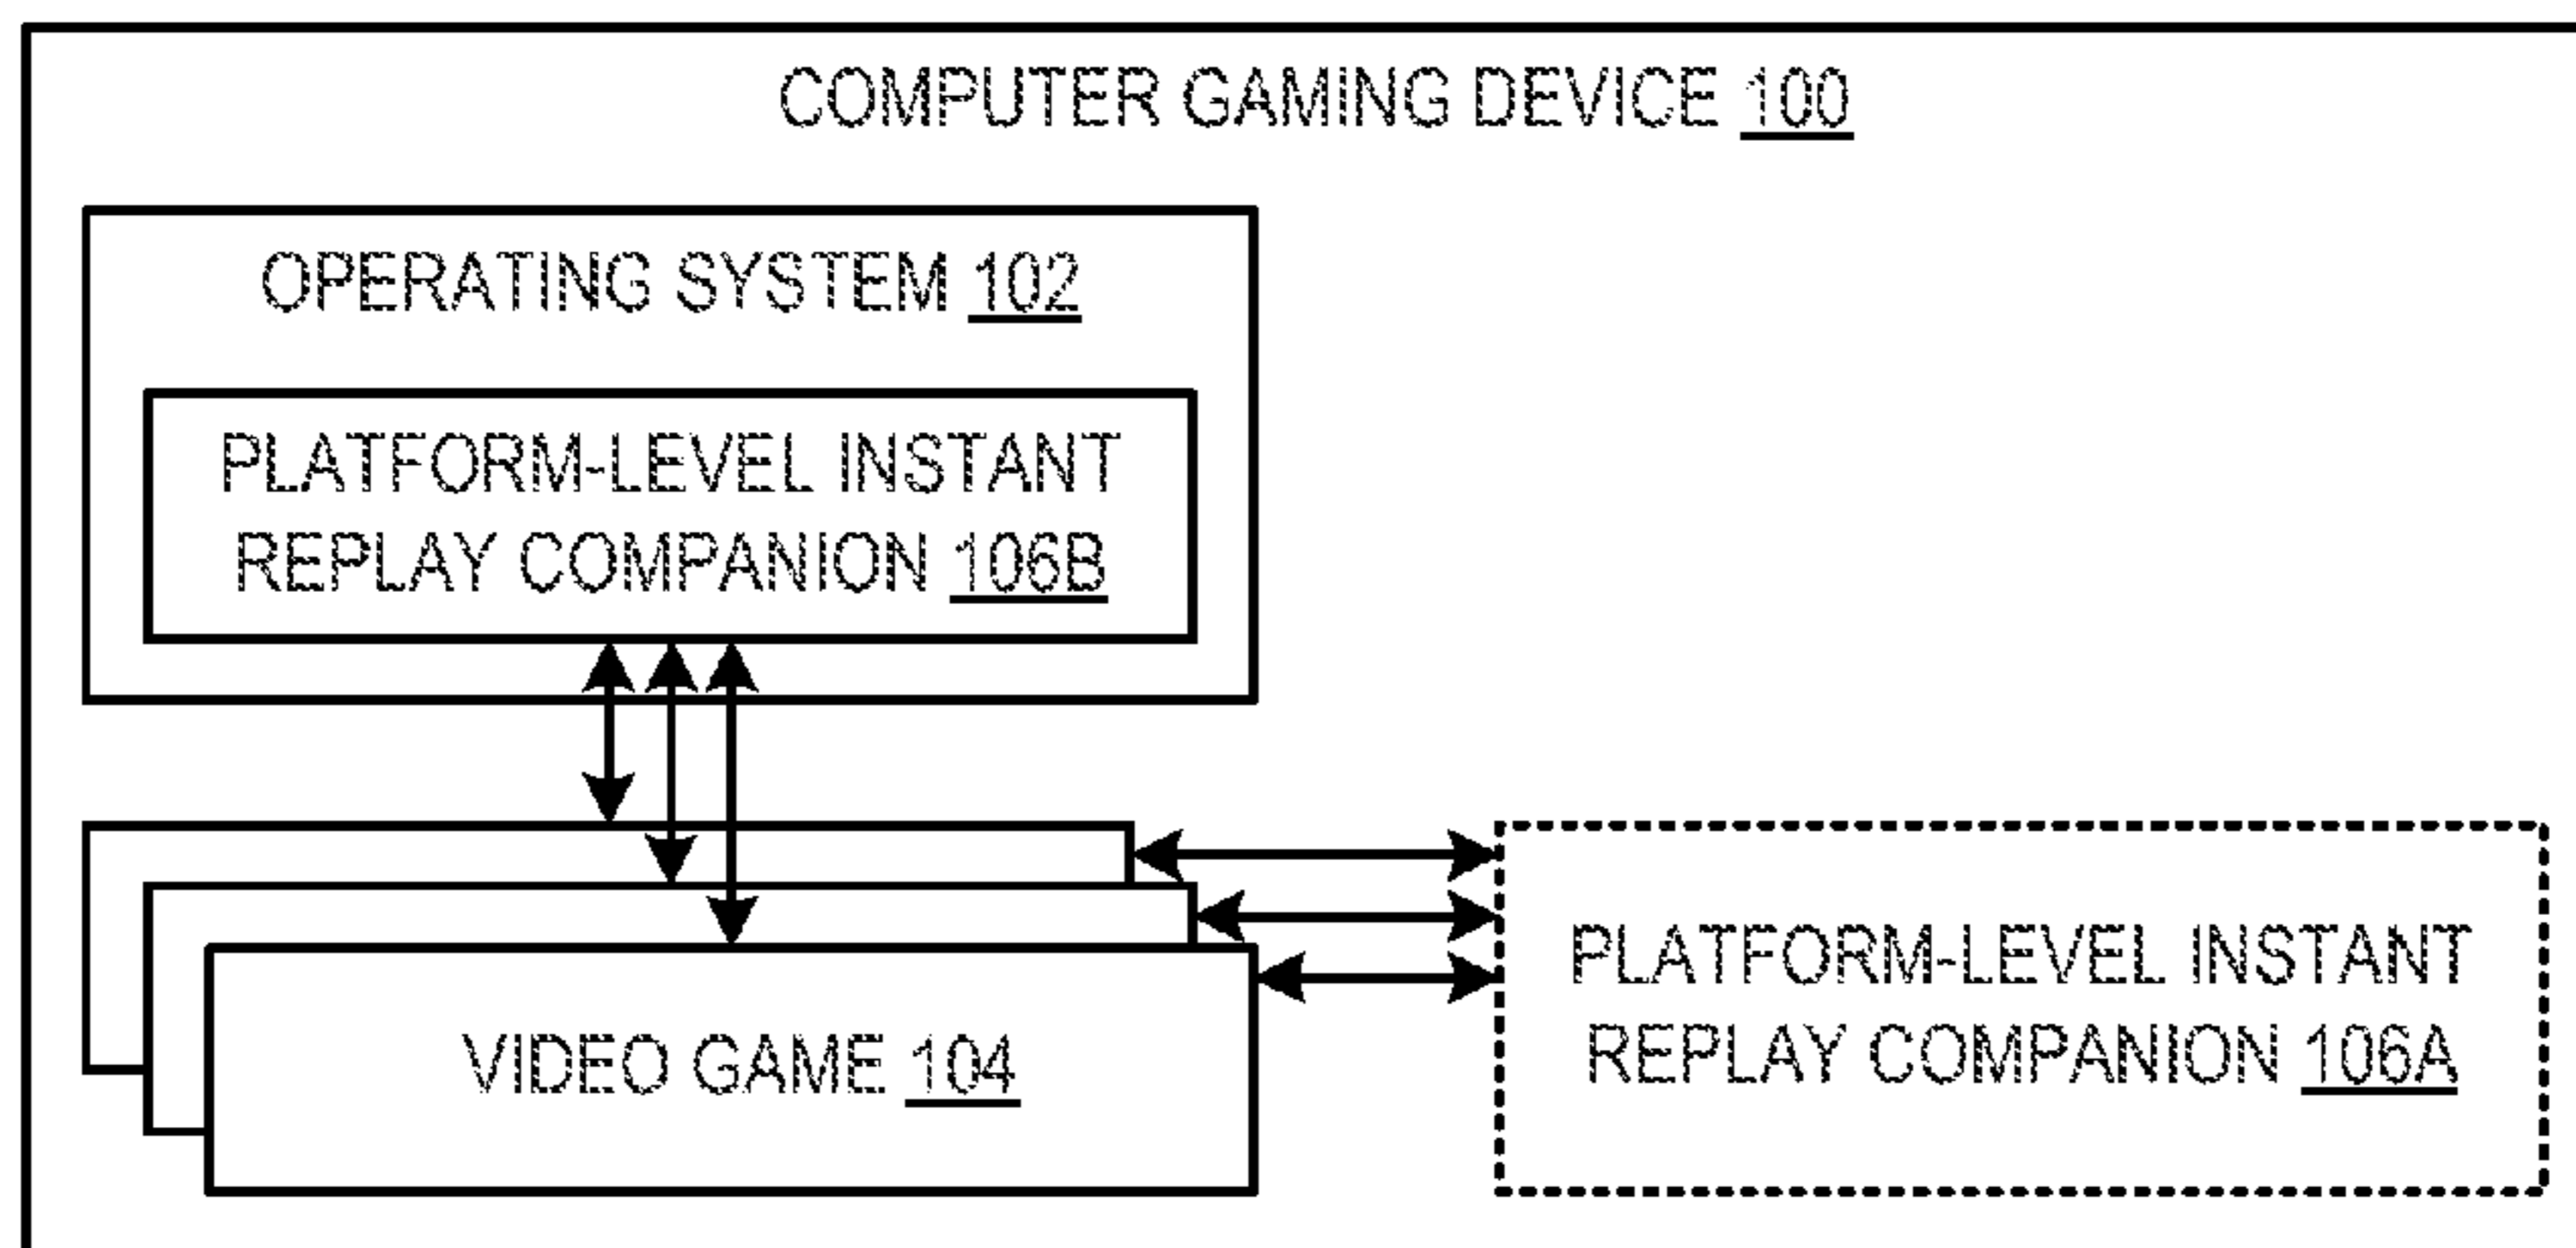 COMPUTER GAMING DEVICE 100
OPERATING SYSTEM 102
PLATFORM-LEVEL INSTANT
REPLAY COMPANION 106B
VIDEO GAME 104
PLATFORM-LEVEL INSTANT
REPLAY COMPANION 106A